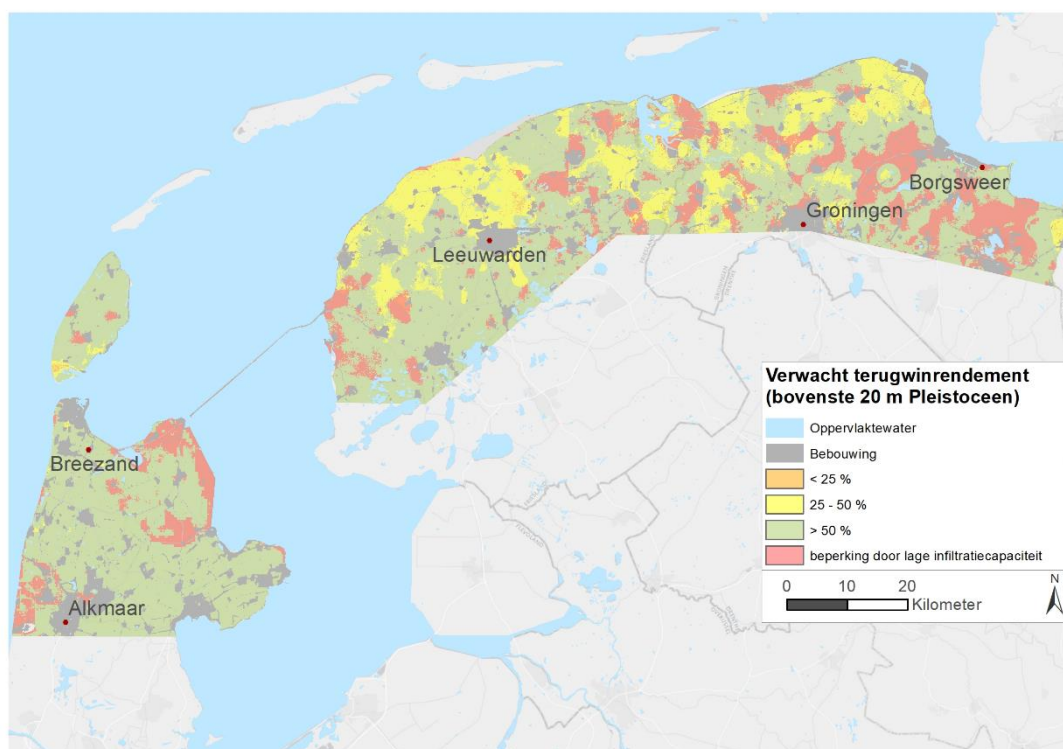 Borgsweer
Groningen
Leeuwarden
Breezand
Alkmaar
Verwacht terugwinrendement
(bovenste 20 m Pleistoceen)
Oppervlaktewater
Bebouwing
< 25 %
25 - 50 %
> 50 %
beperking door lage infiltratiecapaciteit
N
0 10 20
Kilometer